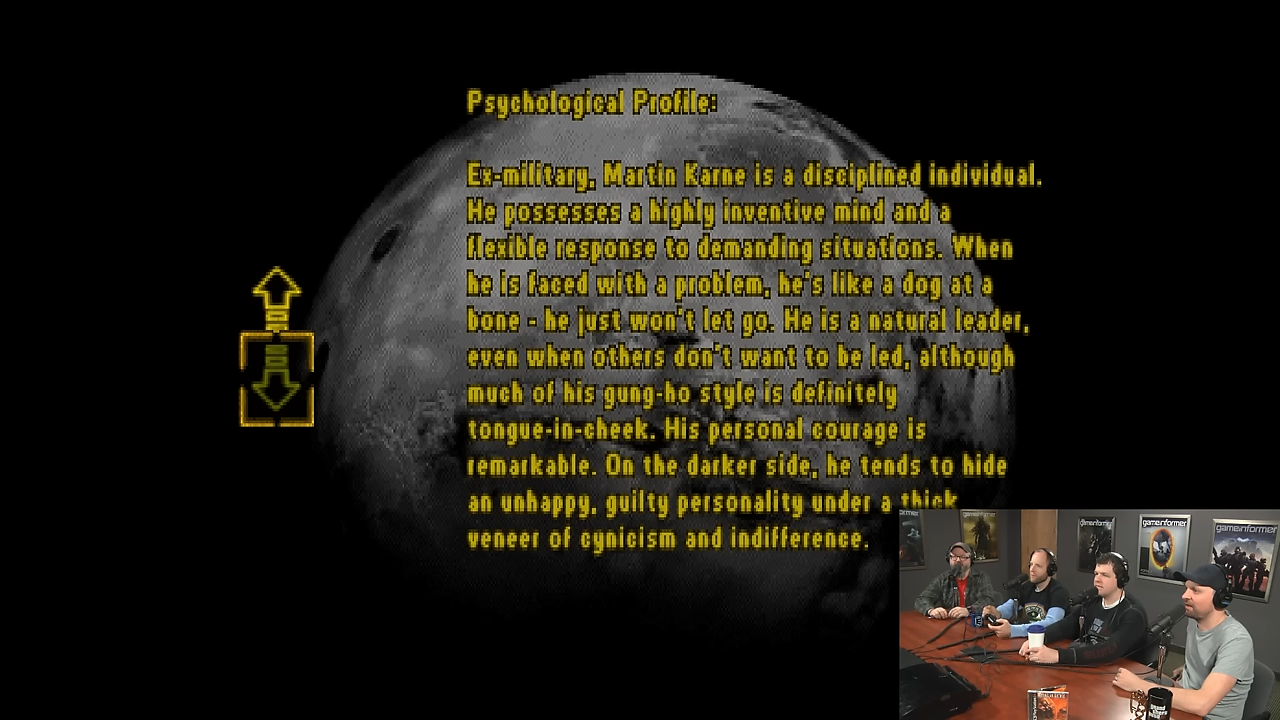 Psychological Profile:
Ex-military, Martin Karne is a disciplined individual.
He possesses a highly inventive mind and a
flexible response to demanding situations. When
he is faced with a problem, he's like a dog at a
bone - he just won't let go. He is a natural leader,
even when others don't want to be led, although
much of his gung-ho style is definitely
tongue-in-cheek. His personal courage is
remarkable. On the darker side, he tends to hide
an unhappy, guilty personality under a thick
veneer of cynicism and indifference.
gameinformer
gameinformer
gameinformer
gameinformer